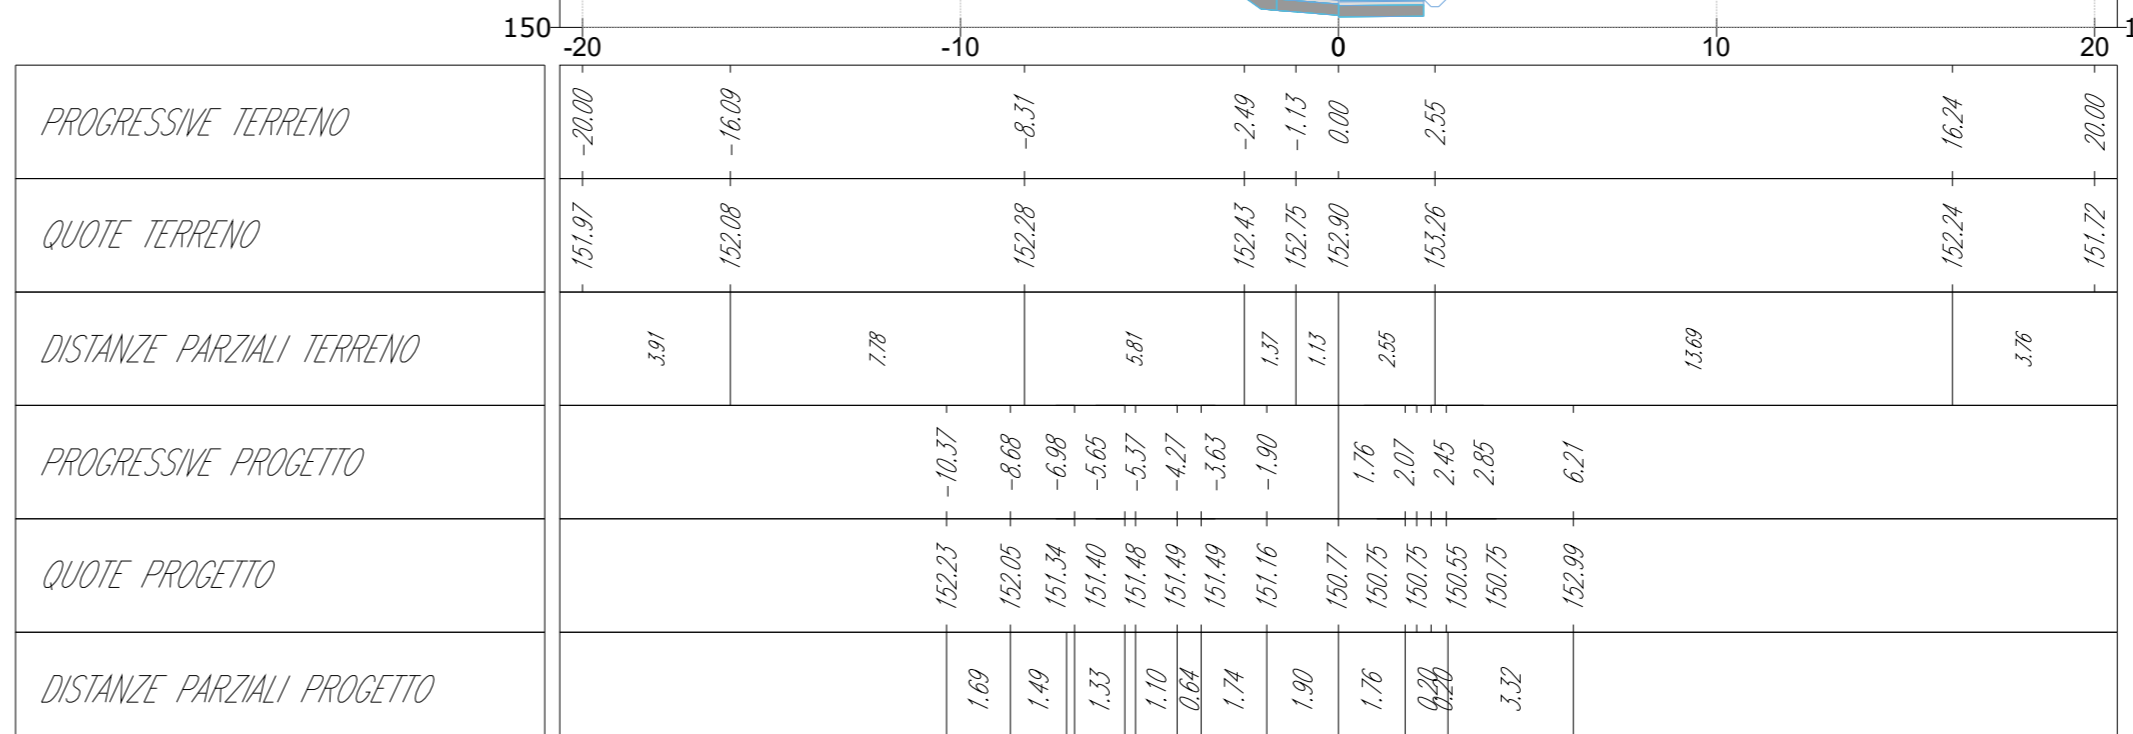 150
-20 -10 0 10 20
PROGRESSIVE TERRENO -20.00 -16.09 -8.31 -2.49 -1.13 0.00 2.55 16.24 20.00
QUOTE TERRENO 151.97 152.08 152.28 152.43 152.75 152.90 153.26 152.24 151.72
DISTANZE PARZIALI TERRENO 3.91 7.78 5.81 1.37 1.13 2.55 13.69 3.76
PROGRESSIVE PROGETTO -10.37 -8.68 -6.98 -5.65 -5.37 -4.27 -3.63 -1.90 1.76 2.07 2.45 2.85 6.21
QUOTE PROGETTO 152.23 152.05 151.34 151.40 151.48 151.49 151.49 151.16 150.77 150.75 150.75 150.55 150.75 152.99
DISTANZE PARZIALI PROGETTO 1.69 1.49 1.33 1.10 0.64 1.74 1.90 1.76 0.20 0.20 3.32